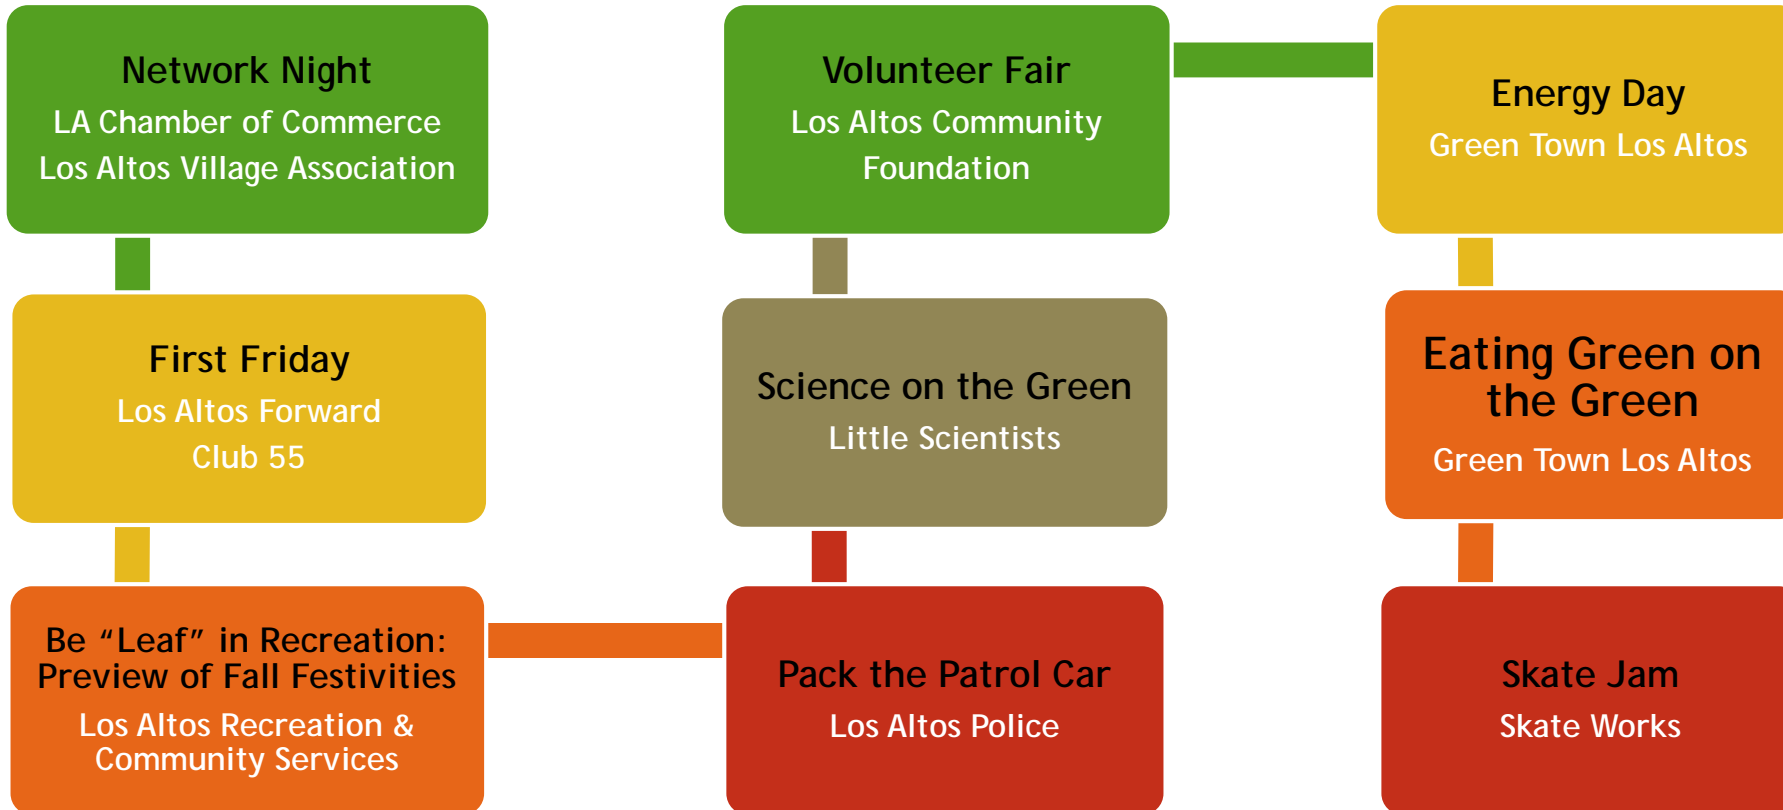 Network Night
LA Chamber of Commerce
Los Altos Village Association
First Friday
Los Altos Forward
Club 55
Be “Leaf” in Recreation:
Preview of Fall Festivities
Los Altos Recreation &
Community Services
Pack the Patrol Car
Los Altos Police
Science on the Green
Little Scientists
Volunteer Fair
Los Altos Community
Foundation
Energy Day
Green Town Los Altos
Eating Green on
the Green
Green Town Los Altos
Skate Jam
Skate Works